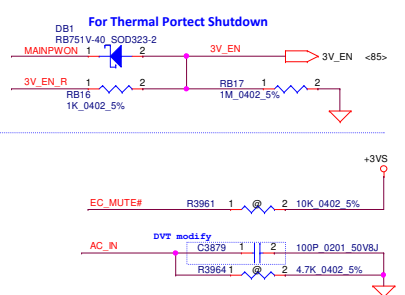 For Thermal Portect Shutdown
DB1
RB751V-40_SOD323-2
MAINPWON 1 2 3V_EN 3V_EN <85>
3V_EN_R 1 2 RB17 1 2
RB16 1M_0402_5%
1K_0402_5%
+3VS
EC_MUTE# R3961 1 @ 2 10K_0402_5%
DVT modify
AC_IN C3879 1 2 100P_0201_50V8J
R3964 1 @ 2 4.7K_0402_5%